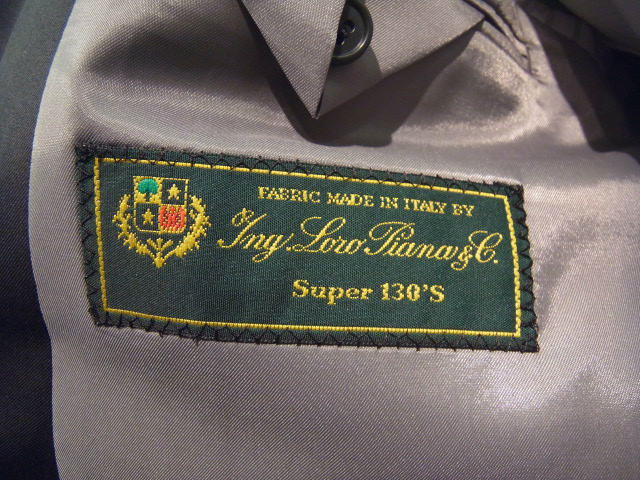 FABRIC MADE IN ITALY BY
Ing. Loro Piana & C.
Super 130'S